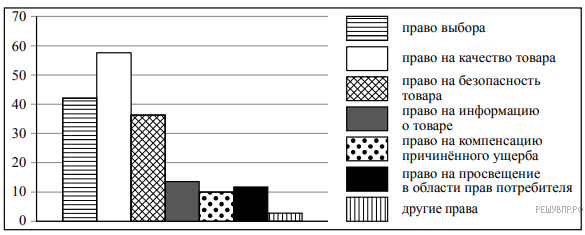 70
60
50
40
30
20
10
0
право выбора
право на качество товара
право на безопасность
товара
право на информацию
о товаре
право на компенсацию
причинённого ущерба
право на просвещение
в области прав потребителя
другие права
РЕШУВПР.РФ